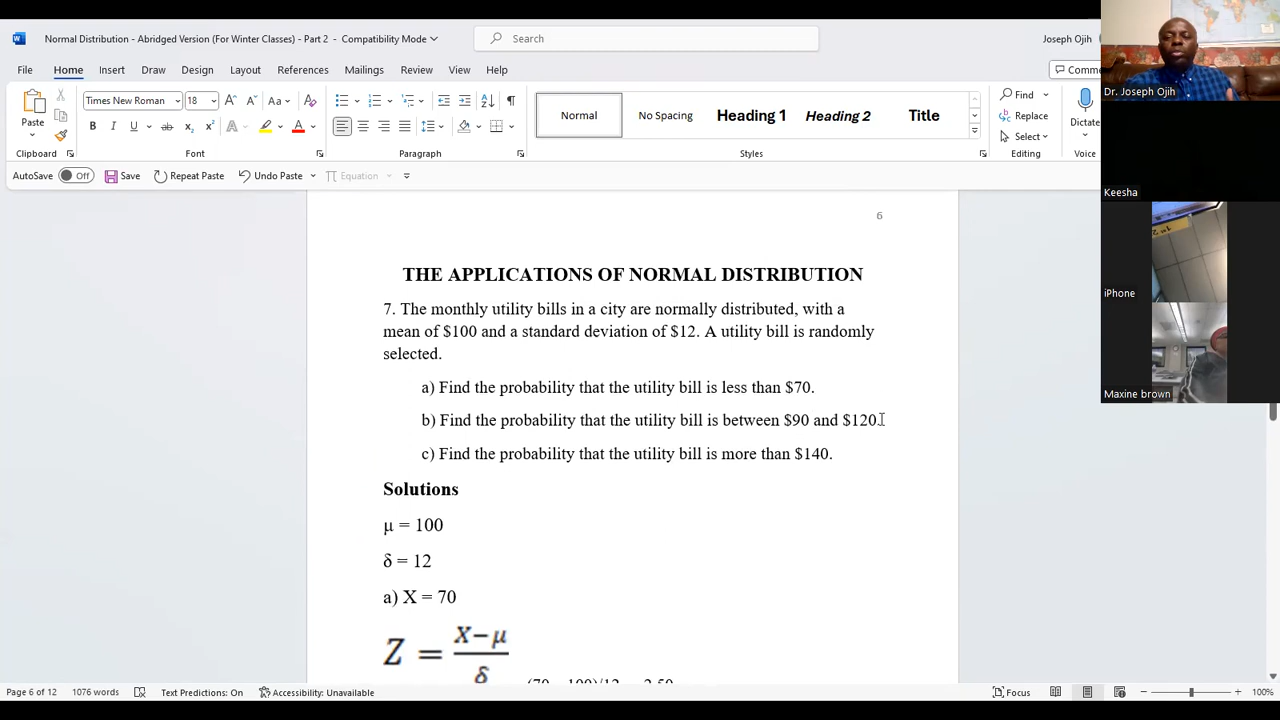 Normal Distribution - Abridged Version (For Winter Classes) - Part 2 - Compatibility Mode
Search
Joseph Ojih
File Home Insert Draw Design Layout References Mailings Review View Help
Comme
Paste
Times New Roman 18
Normal
No Spacing
Heading 1
Heading 2
Title
Find
Replace
Select
Dictate
Clipboard Font Paragraph Styles Editing Voice
AutoSave Off Save Repeat Paste Undo Paste Equation
6
THE APPLICATIONS OF NORMAL DISTRIBUTION
7. The monthly utility bills in a city are normally distributed, with a
mean of $100 and a standard deviation of $12. A utility bill is randomly
selected.
a) Find the probability that the utility bill is less than $70.
b) Find the probability that the utility bill is between $90 and $120.
c) Find the probability that the utility bill is more than $140.
Solutions
μ = 100
δ = 12
a) X = 70
Z = X−μ / δ
Page 6 of 12 1076 words Text Predictions: On Accessibility: Unavailable Focus 100%
Dr. Joseph Ojih
Keesha
iPhone
Maxine brown